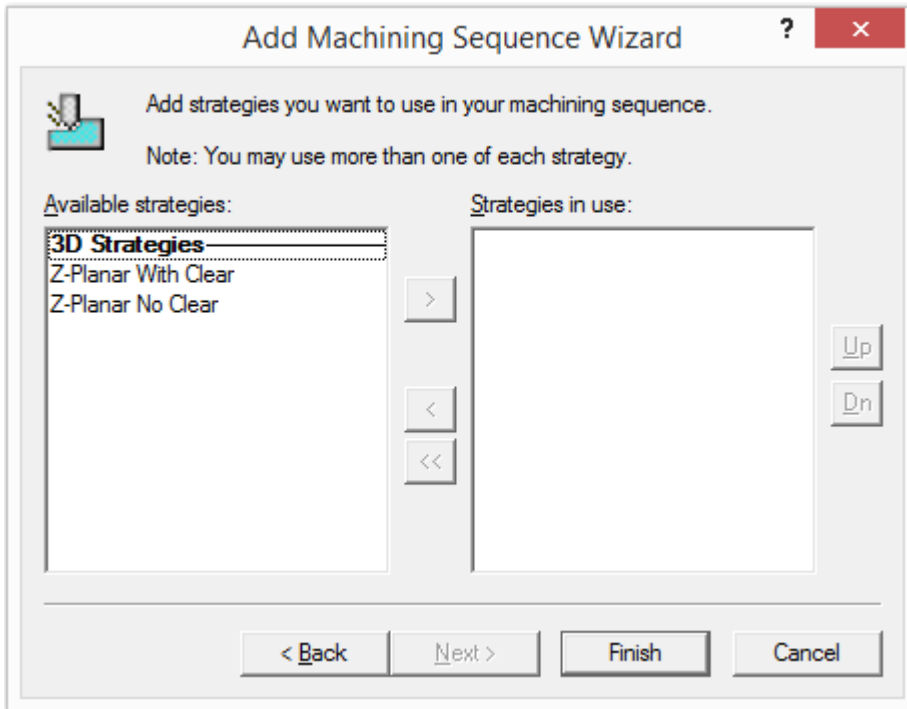 Add Machining Sequence Wizard
?
×
Add strategies you want to use in your machining sequence.
Note: You may use more than one of each strategy.
Available strategies:
Strategies in use:
3D Strategies
Z-Planar With Clear
Z-Planar No Clear
>
<
<<
Up
Dn
< Back
Next >
Finish
Cancel